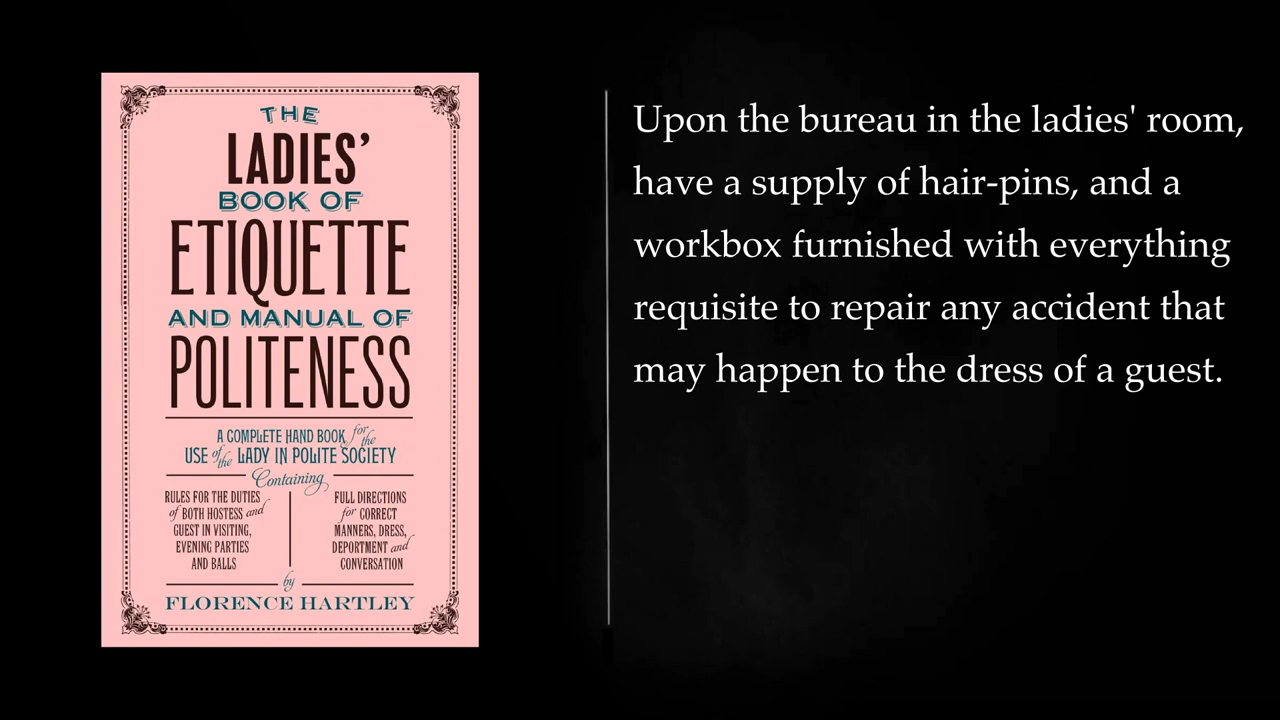 THE
LADIES’
BOOK OF
ETIQUETTE
AND MANUAL OF
POLITENESS
A COMPLETE HAND BOOK for the
USE of the LADY IN POLITE SOCIETY
Containing
RULES FOR THE DUTIES
of BOTH HOSTESS and
GUEST IN VISITING,
EVENING PARTIES
AND BALLS
FULL DIRECTIONS
for CORRECT
MANNERS, DRESS,
DEPORTMENT and
CONVERSATION
by
FLORENCE HARTLEY
Upon the bureau in the ladies' room,
have a supply of hair-pins, and a
workbox furnished with everything
requisite to repair any accident that
may happen to the dress of a guest.